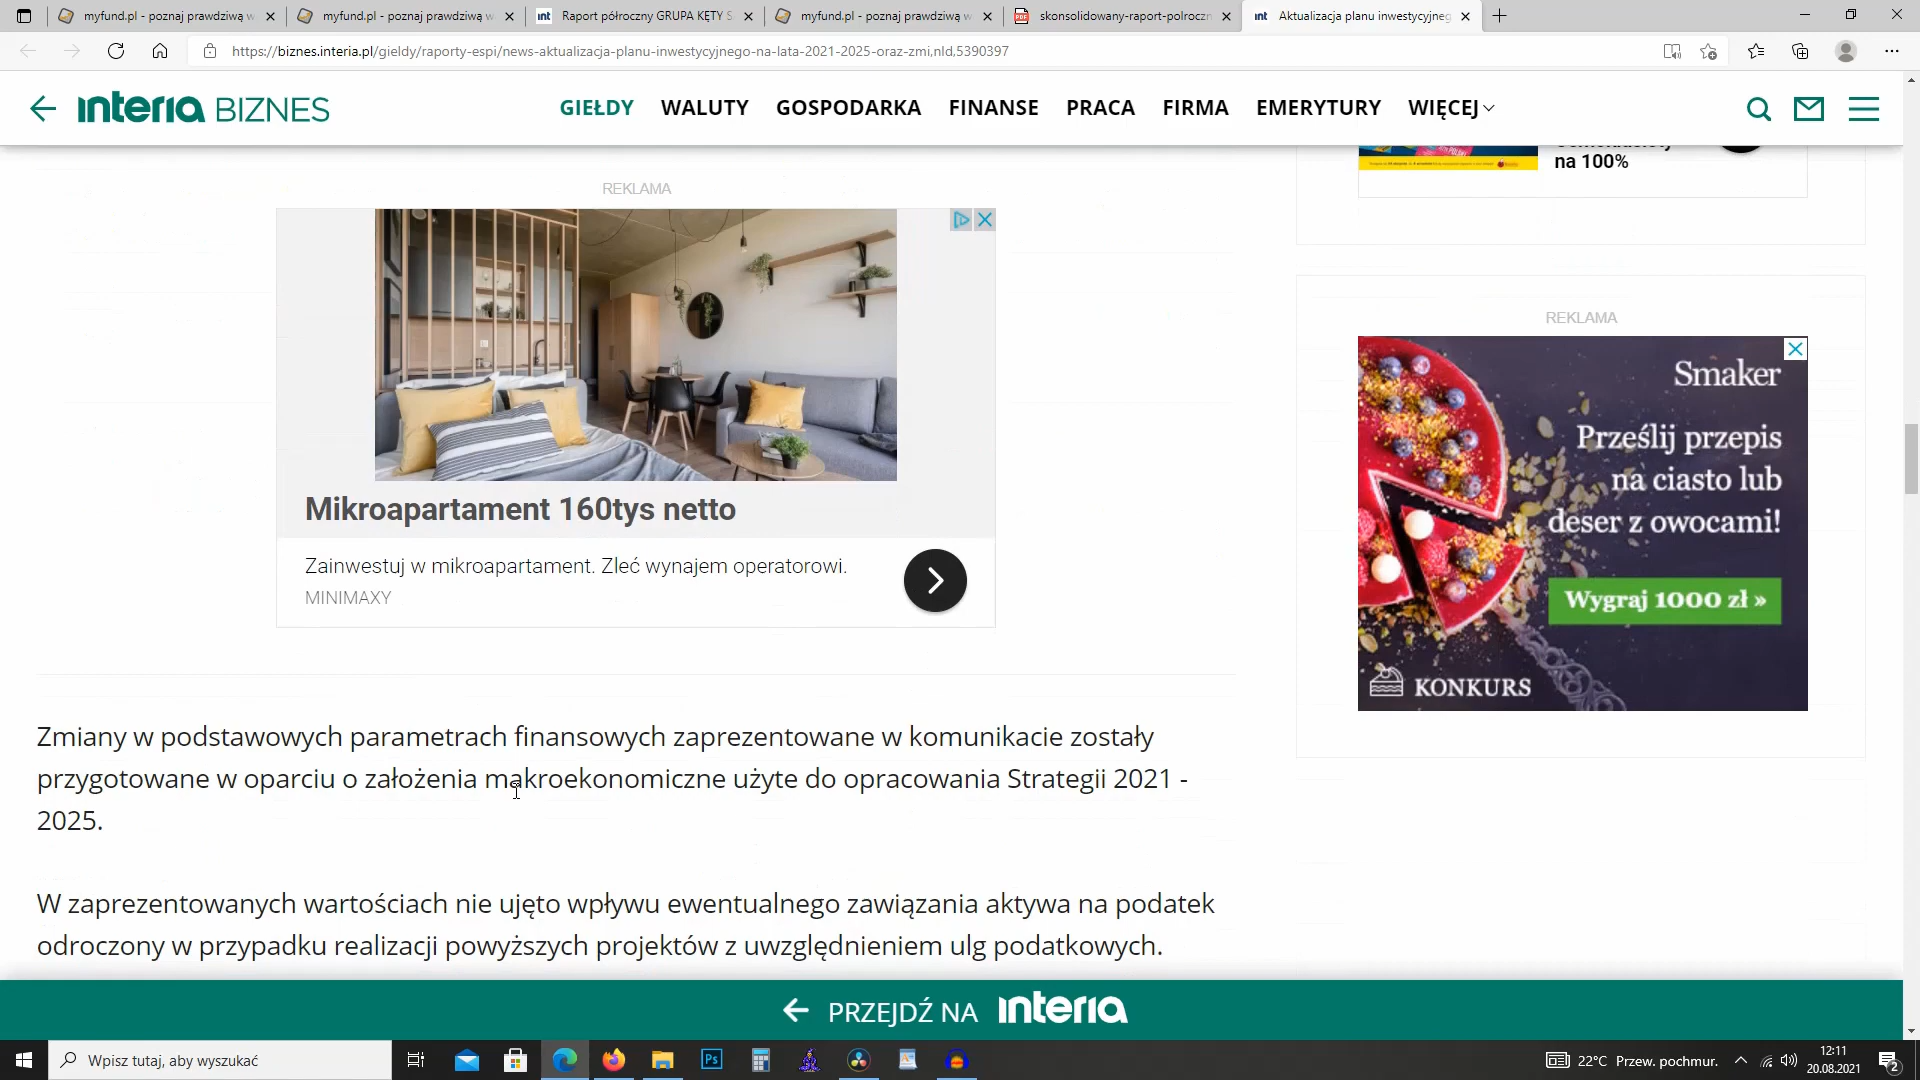 myfund.pl - poznaj prawdziwą w
myfund.pl - poznaj prawdziwą w
int Raport półroczny GRUPA KĘTY S
myfund.pl - poznaj prawdziwą w
skonsolidowany-raport-polroczn
int Aktualizacja planu inwestycyjneg
https://biznes.interia.pl/gieldy/raporty-espi/news-aktualizacja-planu-inwestycyjnego-na-lata-2021-2025-oraz-zmi,nld,5390397
interia BIZNES
GIEŁDY WALUTY GOSPODARKA FINANSE PRACA FIRMA EMERYTURY WIĘCEJ
na 100%
REKLAMA
Mikroapartament 160tys netto
Zainwestuj w mikroapartament. Zleć wynajem operatorowi.
MINIMAXY
REKLAMA
Smaker
Prześlij przepis
na ciasto lub
deser z owocami!
Wygraj 1000 zł »
KONKURS
Zmiany w podstawowych parametrach finansowych zaprezentowane w komunikacie zostały
przygotowane w oparciu o założenia makroekonomiczne użyte do opracowania Strategii 2021 -
2025.
W zaprezentowanych wartościach nie ujęto wpływu ewentualnego zawiązania aktywa na podatek
odroczony w przypadku realizacji powyższych projektów z uwzględnieniem ulg podatkowych.
PRZEJDŹ NA interia
Wpisz tutaj, aby wyszukać
Ps
22°C Przew. pochmur.
12:11
20.08.2021
2